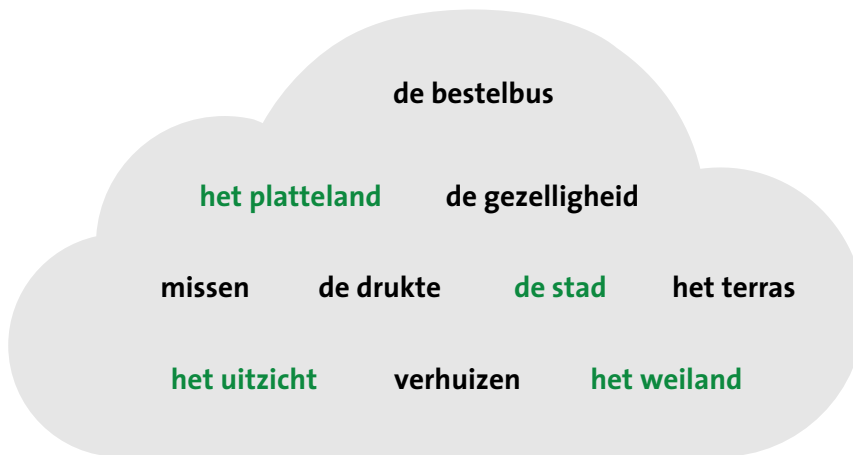 de bestelbus
het platteland de gezelligheid
missen de drukte de stad het terras
het uitzicht verhuizen het weiland